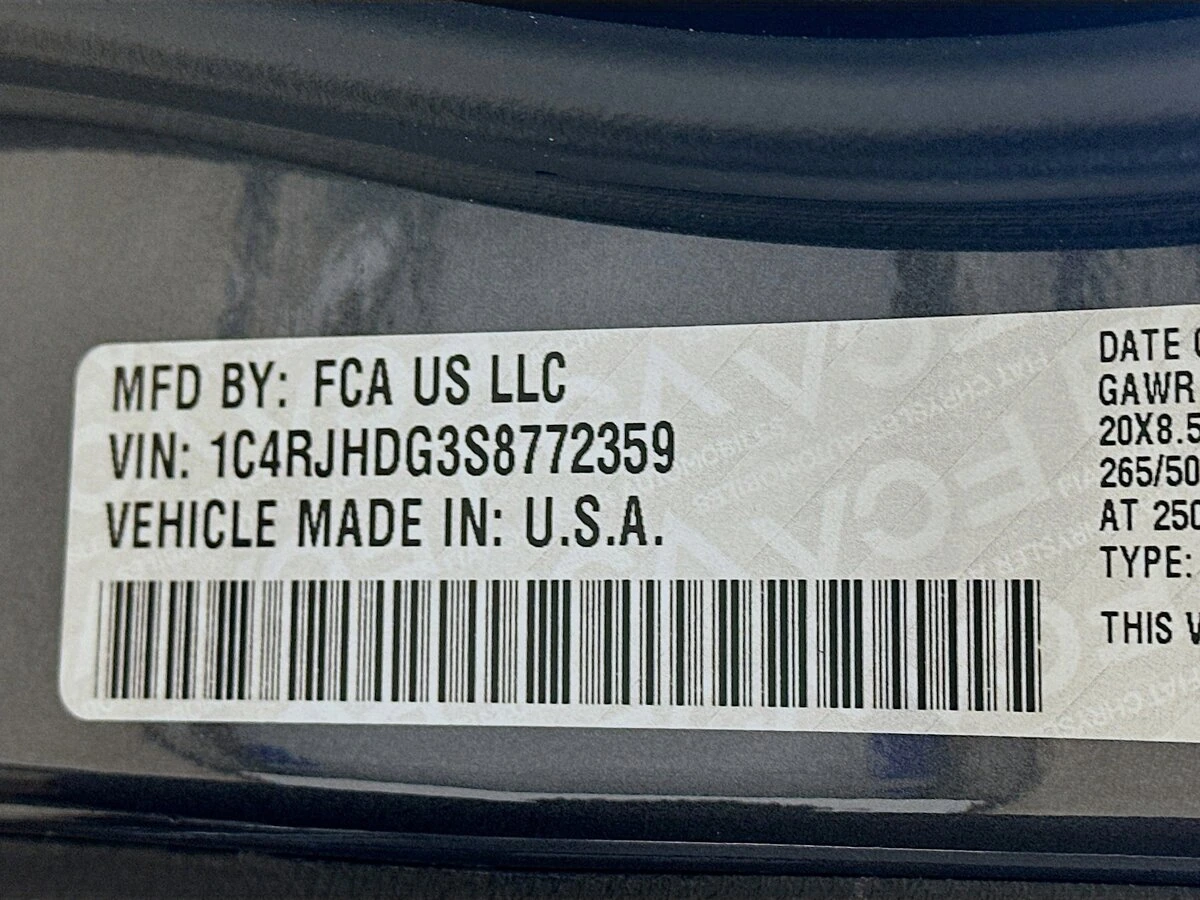 MFD BY: FCA US LLC
VIN: 1C4RJHDG3S8772359
VEHICLE MADE IN: U.S.A.
DATE
GAWR
20X8.5
265/50
AT 250
TYPE:
THIS